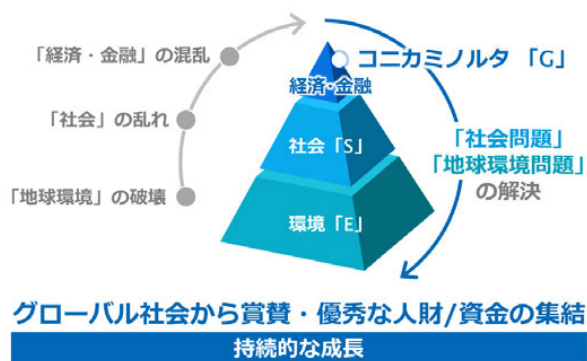 「経済・金融」の混乱
コニカミノルタ 「G」
経済・金融
「社会」の乱れ
社会「S」
「社会問題」
「地球環境問題」
の解決
「地球環境」の破壊
環境「E」
グローバル社会から賞賛・優秀な人財/資金の集結
持続的な成長